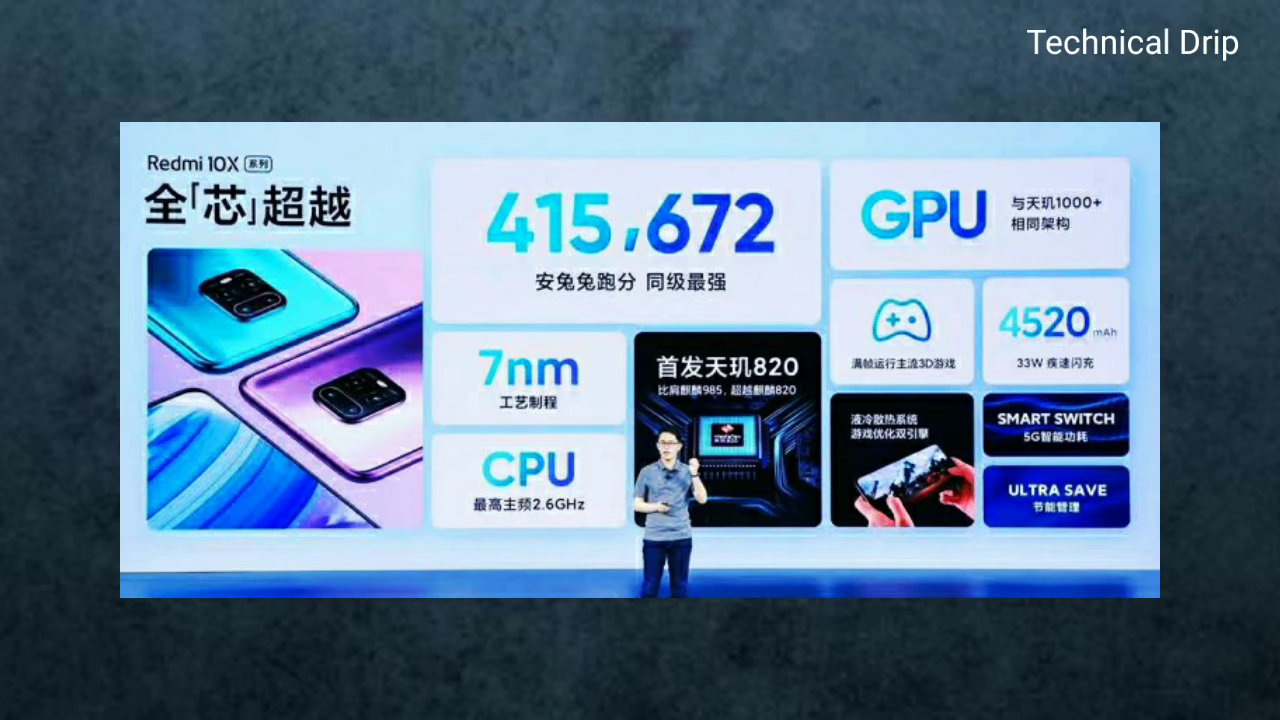 Technical Drip
Redmi 10X 系列
全「芯」超越
415,672
安兔兔跑分 同级最强
7nm
工艺制程
CPU
最高主频2.6GHz
首发天玑820
比肩麒麟985，超越麒麟820
GPU
与天玑1000+
相同架构
满帧运行主流3D游戏
4520mAh
33W 疾速闪充
液冷散热系统
游戏优化双引擎
SMART SWITCH
5G智能功耗
ULTRA SAVE
节能管理